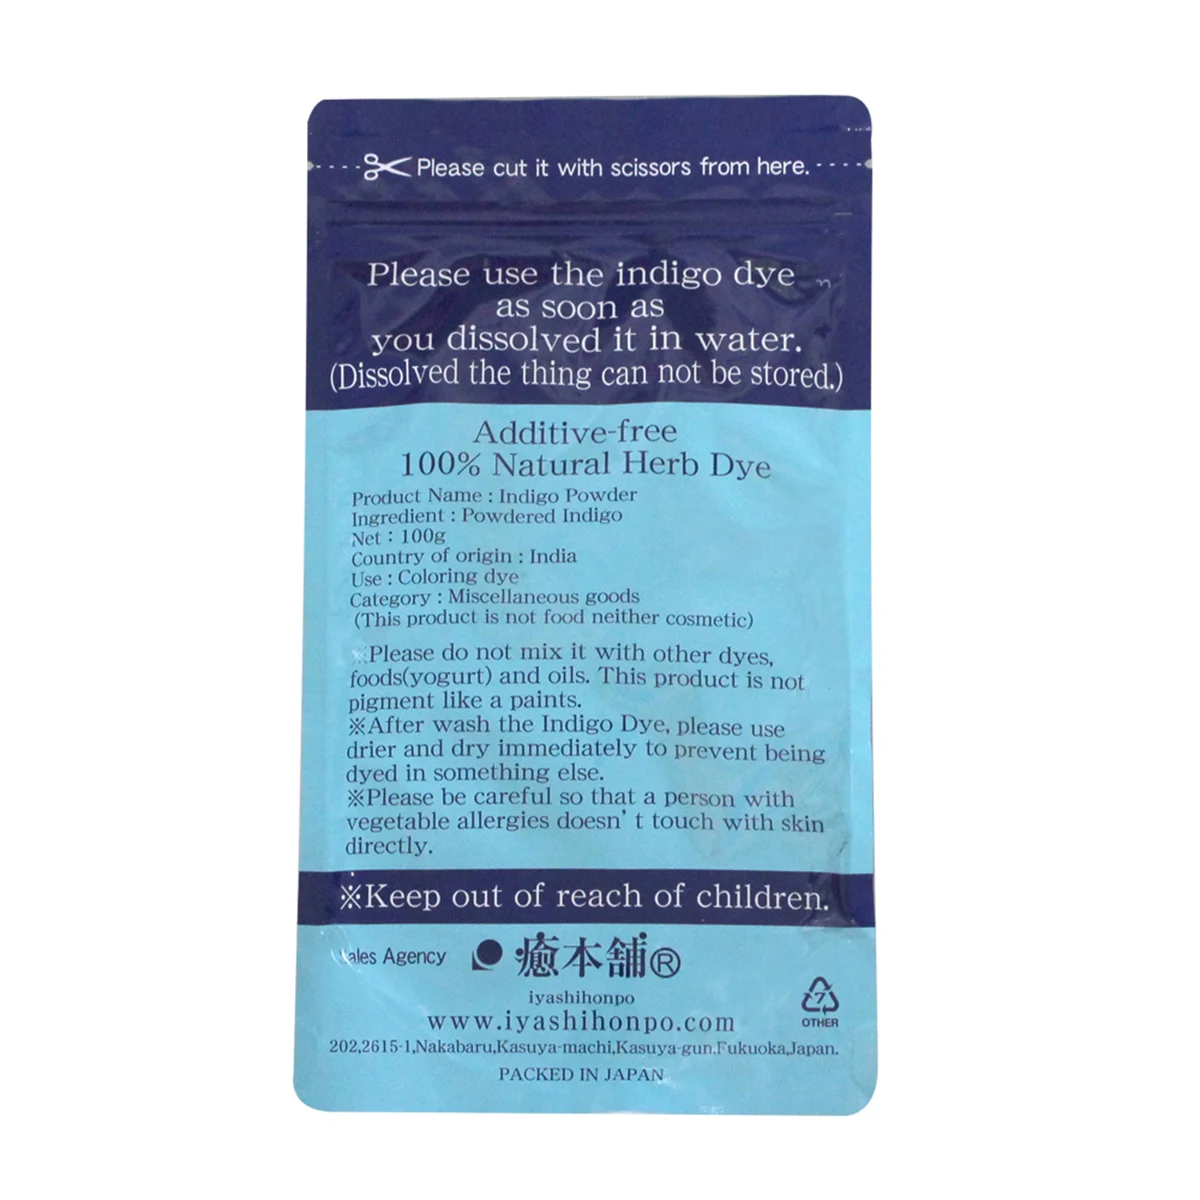 Please cut it with scissors from here.
Please use the indigo dye
as soon as
you dissolved it in water.
(Dissolved the thing can not be stored.)
Additive-free
100% Natural Herb Dye
Product Name : Indigo Powder
Ingredient : Powdered Indigo
Net : 100g
Country of origin : India
Use : Coloring dye
Category : Miscellaneous goods
(This product is not food neither cosmetic)
※Please do not mix it with other dyes,
foods(yogurt) and oils. This product is not
pigment like a paints.
※After wash the Indigo Dye, please use
drier and dry immediately to prevent being
dyed in something else.
※Please be careful so that a person with
vegetable allergies doesn't touch with skin
directly.
※Keep out of reach of children.
Sales Agency 癒本舗®
iyashihonpo
www.iyashihonpo.com
7
OTHER
202,2615-1,Nakabaru,Kasuya-machi,Kasuya-gun,Fukuoka,Japan.
PACKED IN JAPAN